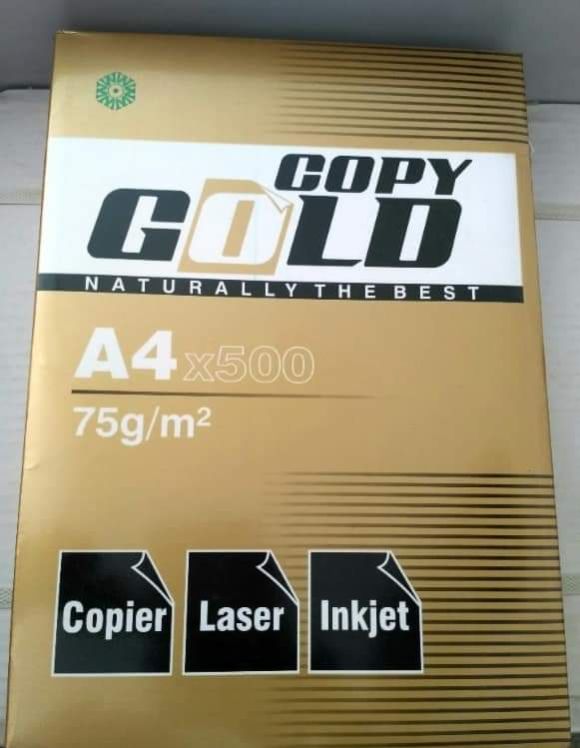 COPY
GOLD
NATURALLY THE BEST
A4 x500
75g/m²
Copier
Laser
Inkjet